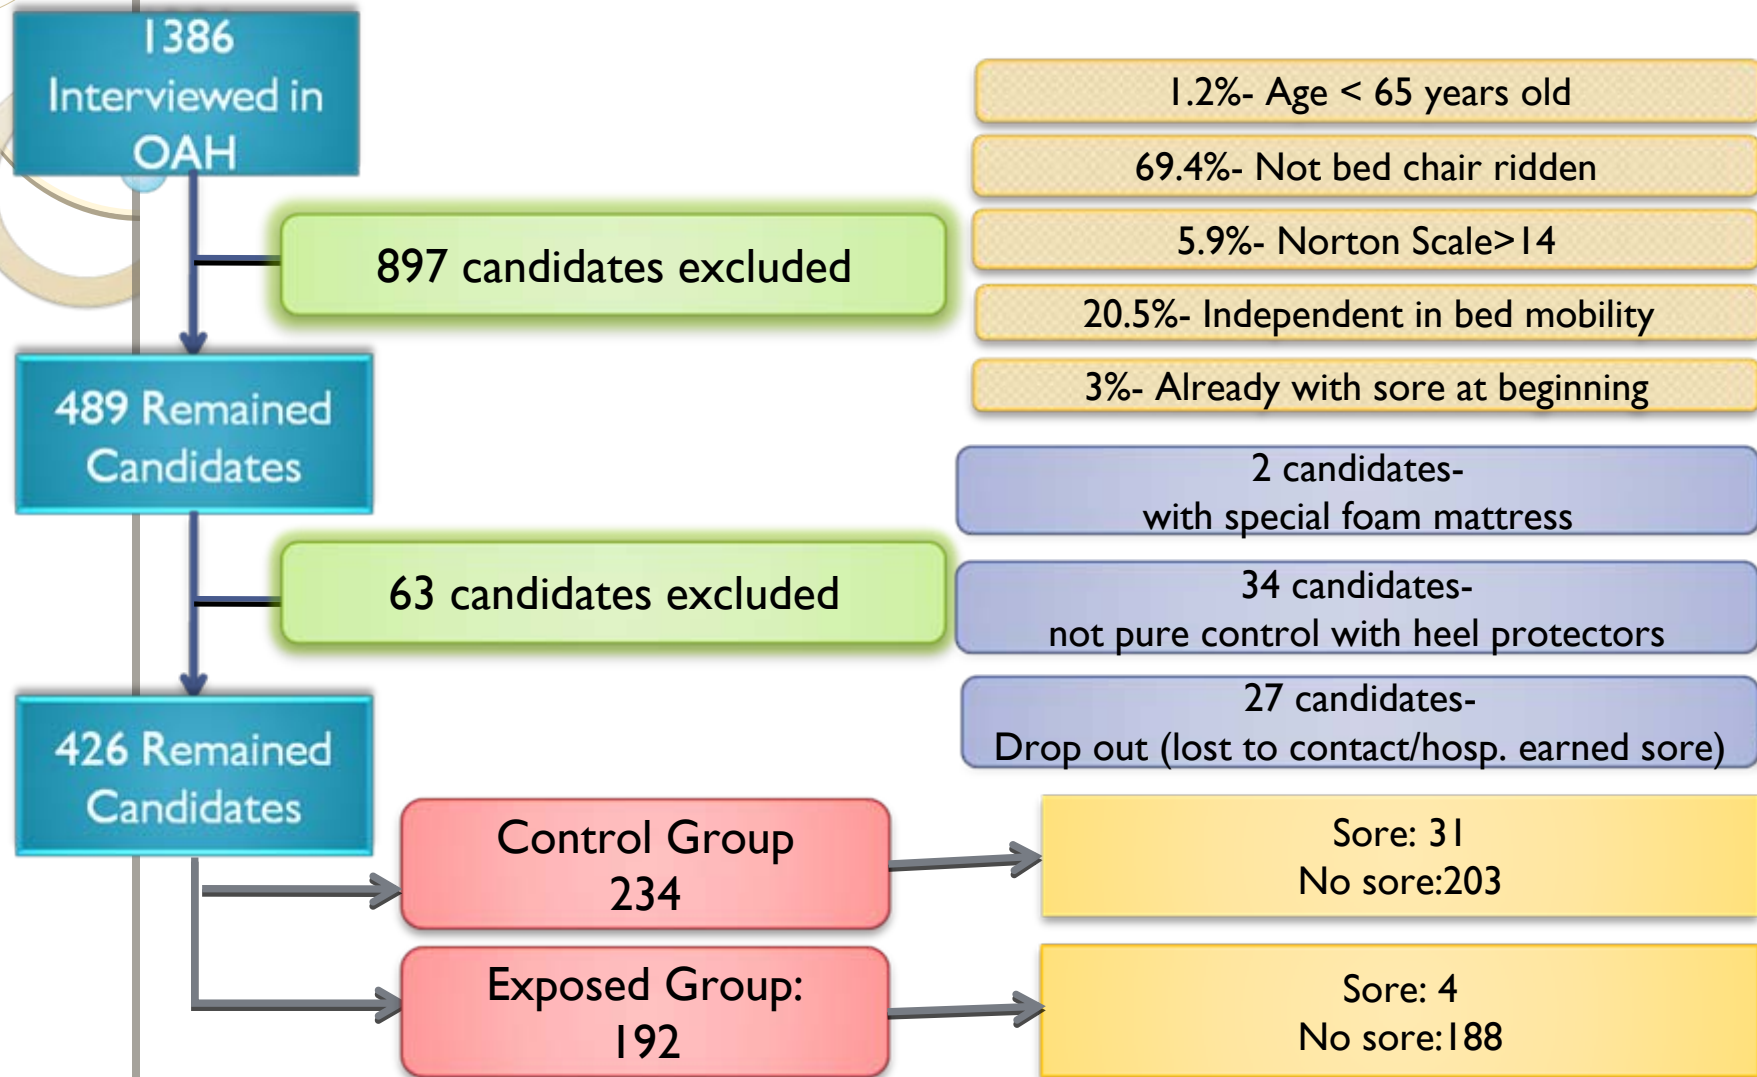 1386
Interviewed in
OAH
1.2%- Age < 65 years old
69.4%- Not bed chair ridden
5.9%- Norton Scale>14
20.5%- Independent in bed mobility
3%- Already with sore at beginning
897 candidates excluded
489 Remained
Candidates
2 candidates-
with special foam mattress
34 candidates-
not pure control with heel protectors
27 candidates-
Drop out (lost to contact/hosp. earned sore)
63 candidates excluded
426 Remained
Candidates
Control Group
234
Sore: 31
No sore:203
Exposed Group:
192
Sore: 4
No sore:188